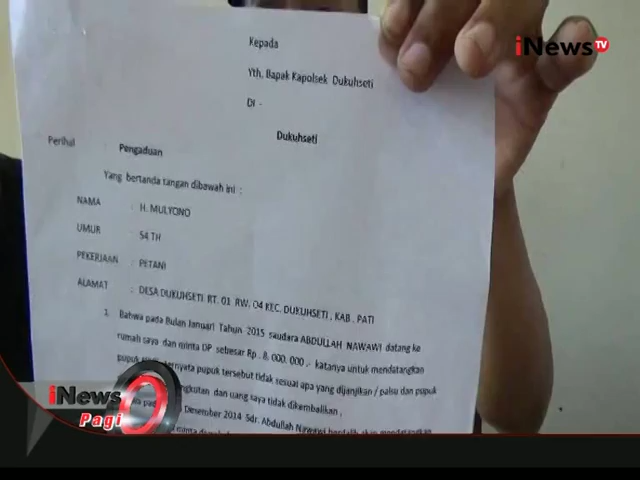 iNews TV
Kepada
Yth. Bapak Kapolsek Dukuhseti
Di -
Dukuhseti
Perihal : Pengaduan
Yang bertanda tangan dibawah ini :
NAMA : H. MULYONO
UMUR : 54 TH
PEKERJAAN : PETANI
ALAMAT : DESA DUKUHSETI RT. 01 RW. 04 KEC. DUKUHSETI , KAB . PATI
1. Bahwa pada Bulan Januari Tahun 2015 saudara ABDULLAH NAWAWI datang ke
rumah saya dan minta DP sebesar Rp . 8. 000. 000 ,- katanya untuk mendatangkan
pupuk ternyata pupuk tersebut tidak sesuai apa yang dijanjikan / palsu dan pupuk
dan uang saya tidak dikembalikan .
Desember 2014 Sdr. Abdullah Nawawi
iNews
Pagi